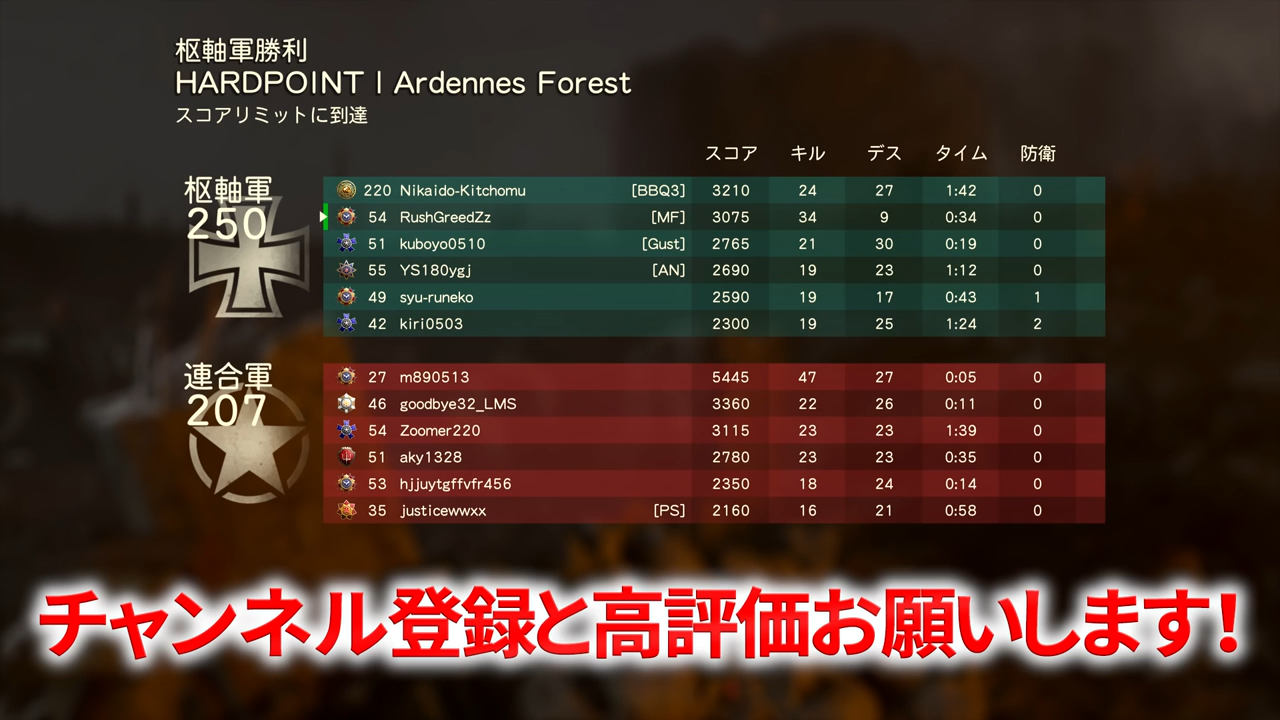 枢軸軍勝利
HARDPOINT | Ardennes Forest
スコアリミットに到達
スコア キル デス タイム 防衛
枢軸軍
250
220 Nikaido-Kitchomu [BBQ3] 3210 24 27 1:42 0
54 RushGreedZz [MF] 3075 34 9 0:34 0
51 kuboyo0510 [Gust] 2765 21 30 0:19 0
55 YS180ygj [AN] 2690 19 23 1:12 0
49 syu-runeko 2590 19 17 0:43 1
42 kiri0503 2300 19 25 1:24 2
連合軍
207
27 m890513 5445 47 27 0:05 0
46 goodbye32_LMS 3360 22 26 0:11 0
54 Zoomer220 3115 23 23 1:39 0
51 aky1328 2780 23 23 0:35 0
53 hjjuytgffvfr456 2350 18 24 0:14 0
35 justicewwxx [PS] 2160 16 21 0:58 0
チャンネル登録と高評価お願いします!